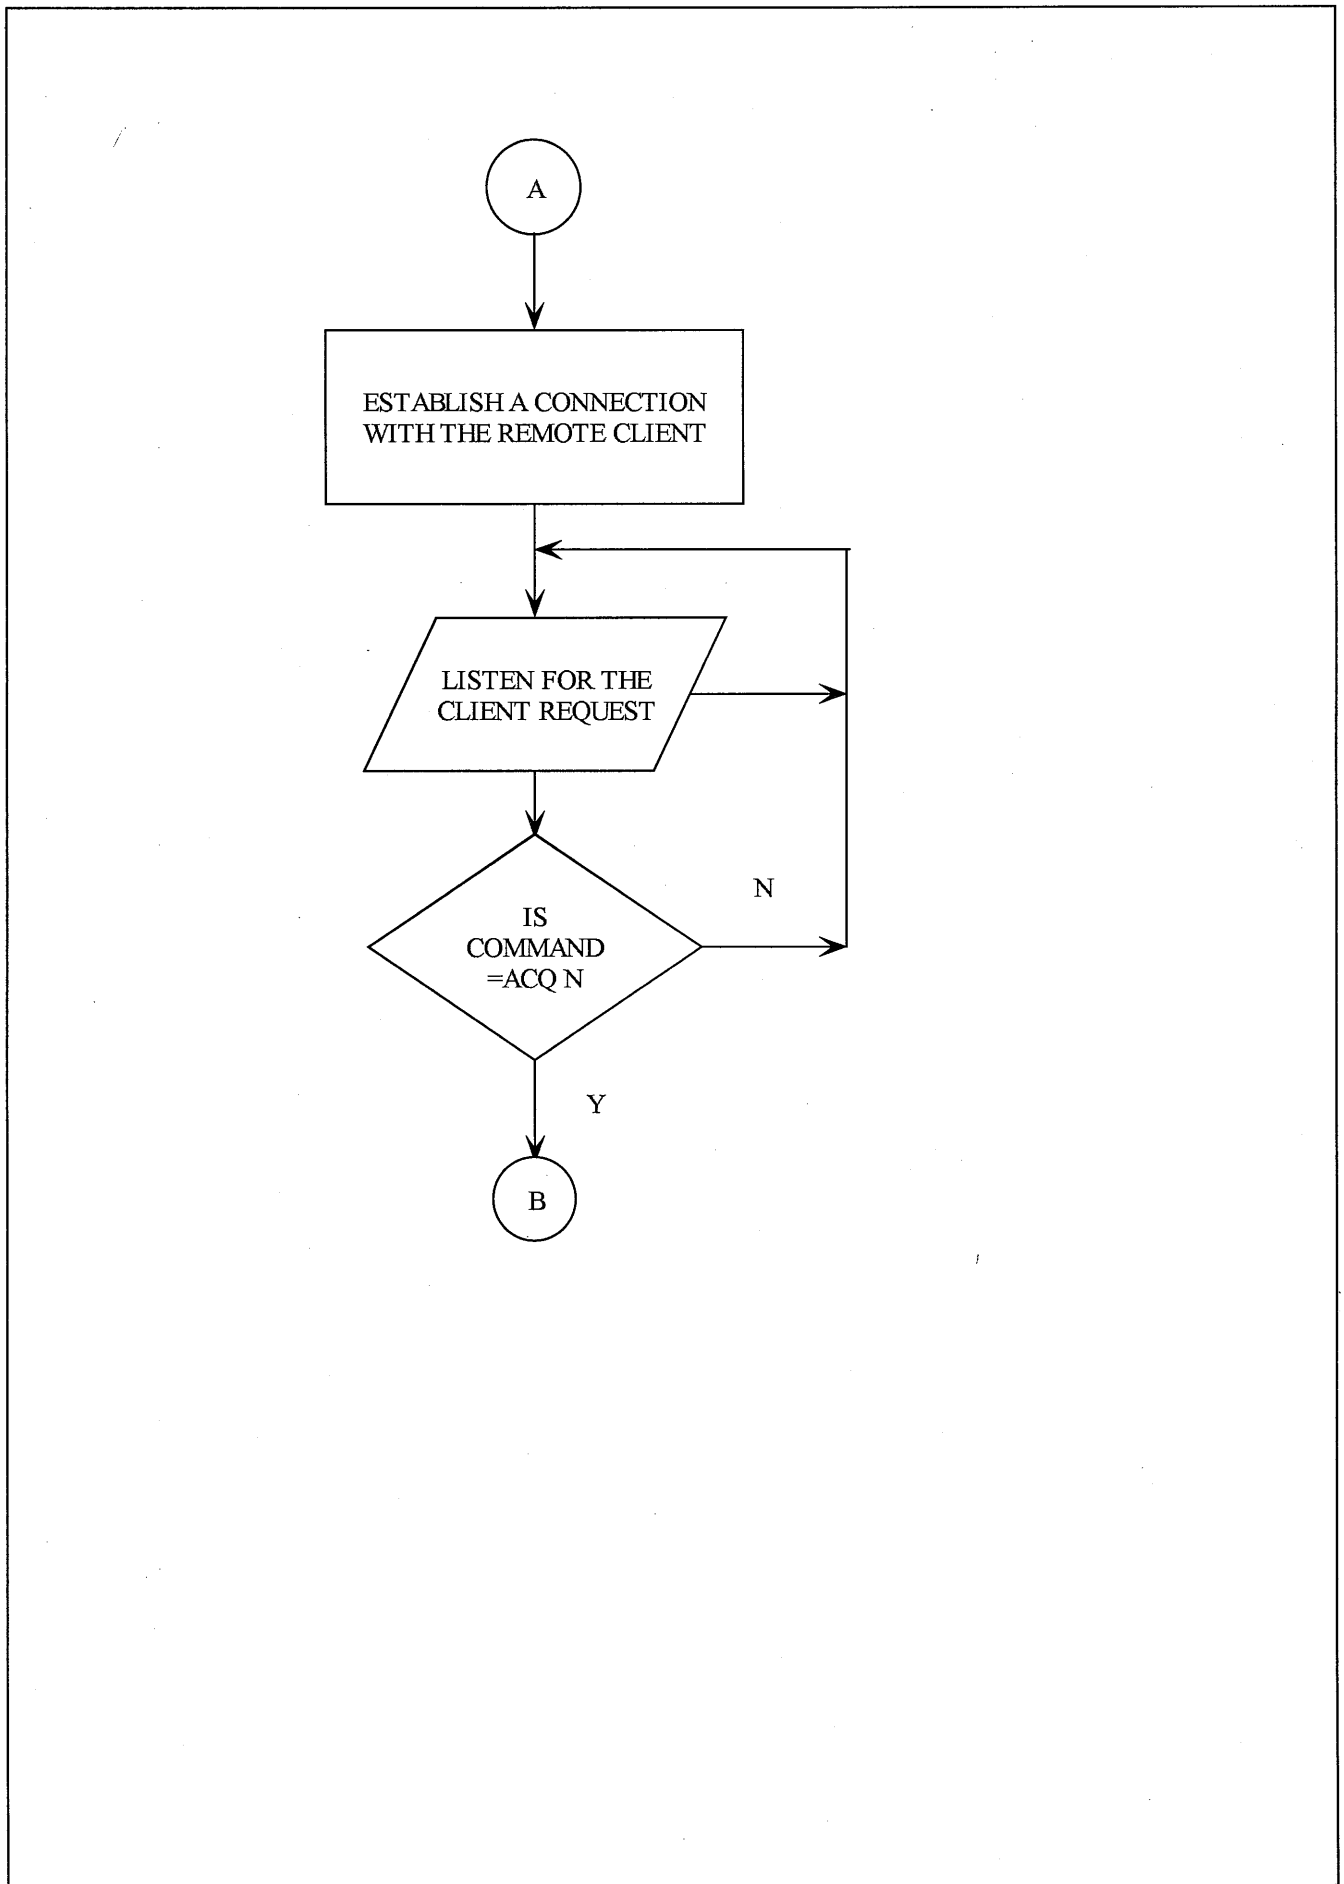 A
ESTABLISH A CONNECTION
WITH THE REMOTE CLIENT
LISTEN FOR THE
CLIENT REQUEST
N
IS
COMMAND
=ACQ N
Y
B